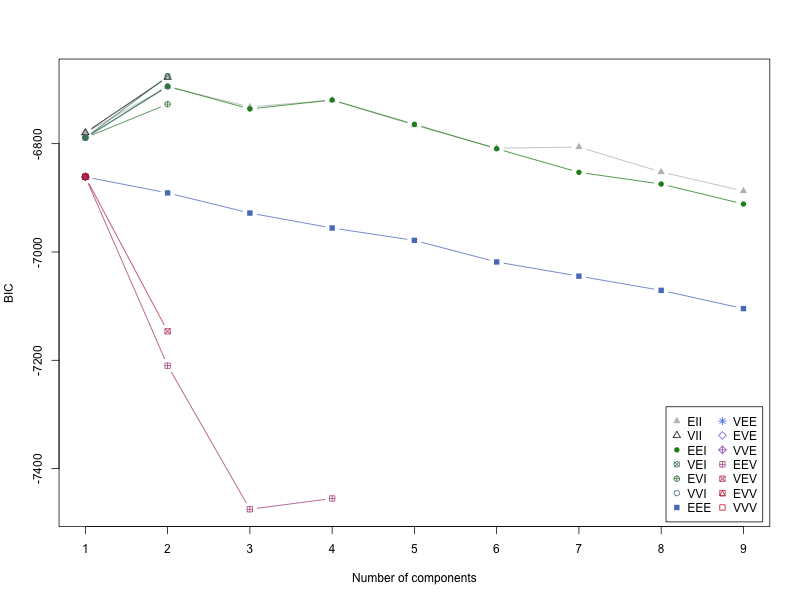 -6800
-7000
-7200
-7400
BIC
1 2 3 4 5 6 7 8 9
Number of components
EII VEE
VII EVE
EEI VVE
VEI EEV
EVI VEV
VVI EVV
EEE VVV